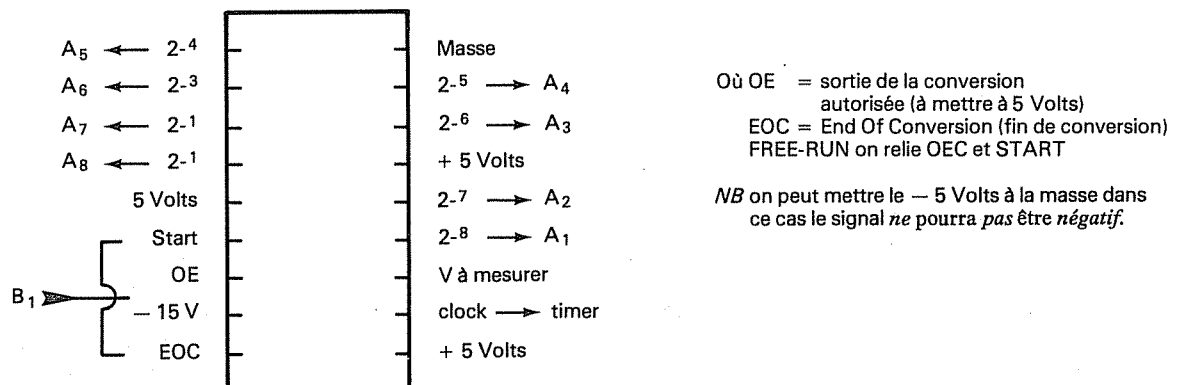 A5 ← 2-4
A6 ← 2-3
A7 ← 2-1
A8 ← 2-1
5 Volts
Start
OE
B1
– 15 V
EOC
Masse
2-5 → A4
2-6 → A3
+ 5 Volts
2-7 → A2
2-8 → A1
V à mesurer
clock → timer
+ 5 Volts
Où OE = sortie de la conversion
autorisée (à mettre à 5 Volts)
EOC = End Of Conversion (fin de conversion)
FREE-RUN on relie OEC et START
NB on peut mettre le – 5 Volts à la masse dans
ce cas le signal ne pourra pas être négatif.